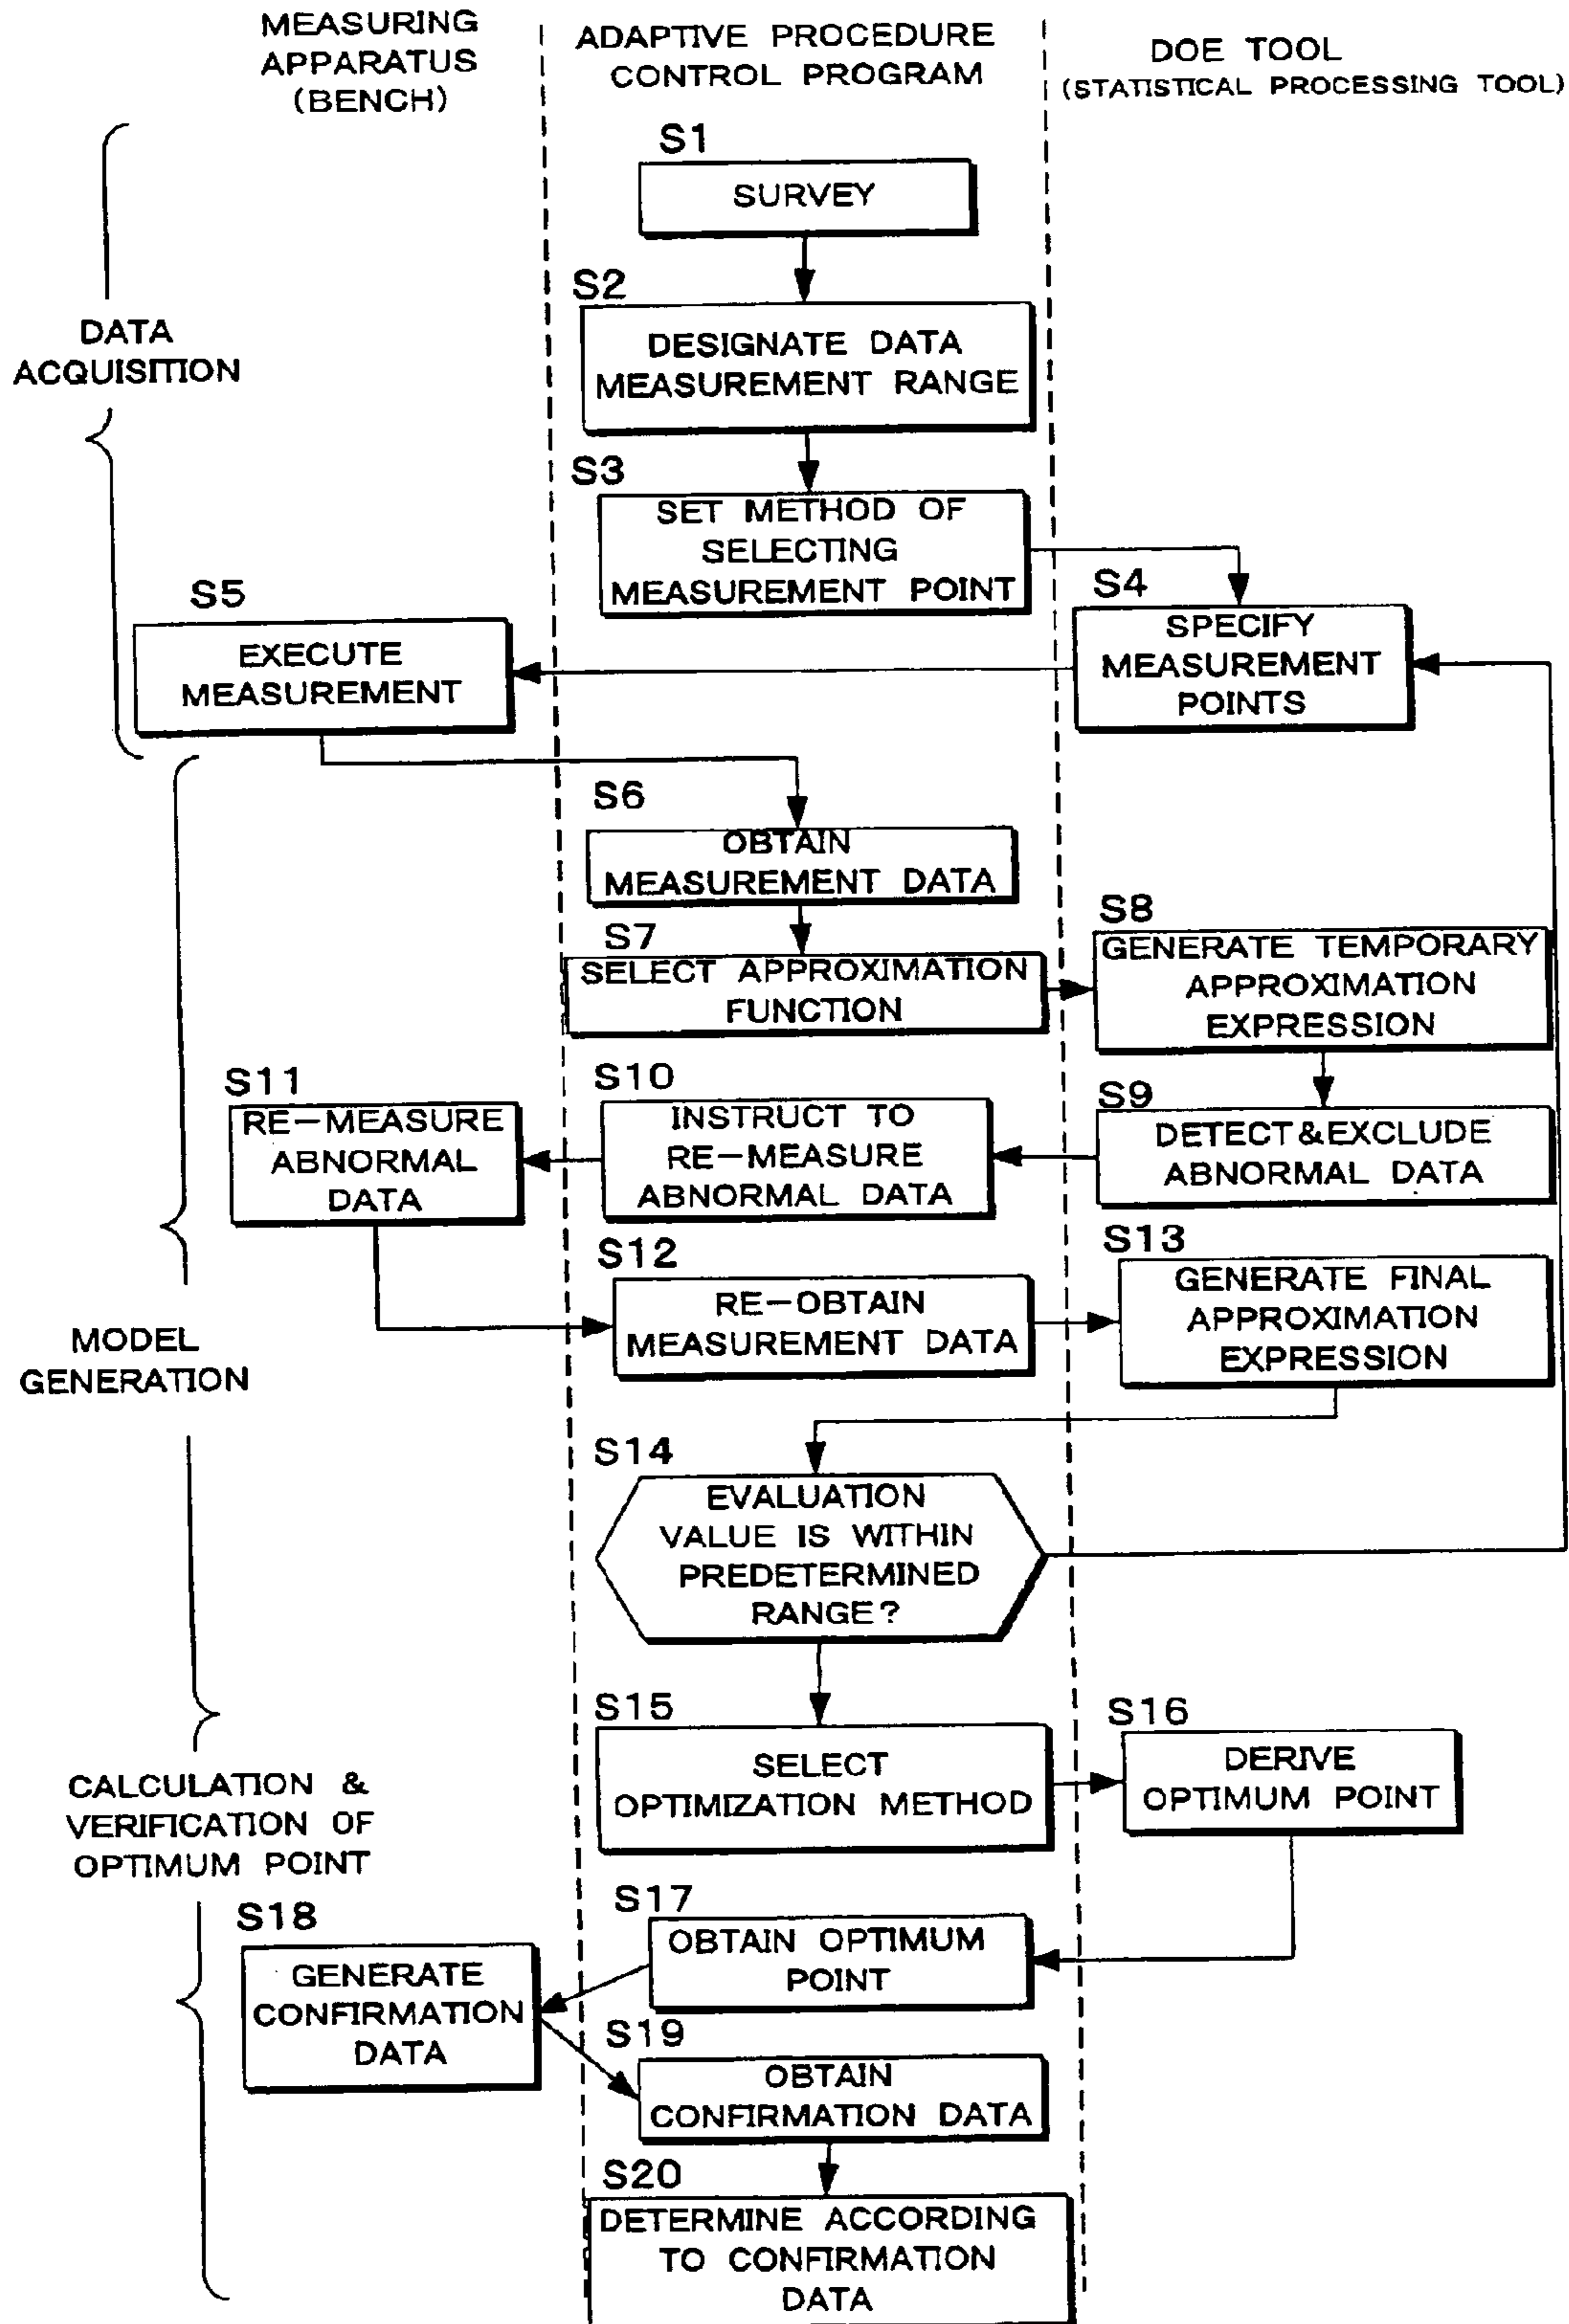 MEASURING
APPARATUS
(BENCH)
ADAPTIVE PROCEDURE
CONTROL PROGRAM
DOE TOOL
(STATISTICAL PROCESSING TOOL)
S1
SURVEY
S2
DESIGNATE DATA
MEASUREMENT RANGE
DATA
ACQUISITION
S3
SET METHOD OF
SELECTING
MEASUREMENT POINT
S4
SPECIFY
MEASUREMENT
POINTS
S5
EXECUTE
MEASUREMENT
S6
OBTAIN
MEASUREMENT DATA
S7
SELECT APPROXIMATION
FUNCTION
S8
GENERATE TEMPORARY
APPROXIMATION
EXPRESSION
S9
DETECT&EXCLUDE
ABNORMAL DATA
S10
INSTRUCT TO
RE-MEASURE
ABNORMAL DATA
S11
RE-MEASURE
ABNORMAL
DATA
S12
RE-OBTAIN
MEASUREMENT DATA
S13
GENERATE FINAL
APPROXIMATION
EXPRESSION
MODEL
GENERATION
S14
EVALUATION
VALUE IS WITHIN
PREDETERMINED
RANGE?
S15
SELECT
OPTIMIZATION METHOD
S16
DERIVE
OPTIMUM POINT
CALCULATION &
VERIFICATION OF
OPTIMUM POINT
S17
OBTAIN OPTIMUM
POINT
S18
GENERATE
CONFIRMATION
DATA
S19
OBTAIN
CONFIRMATION DATA
S20
DETERMINE ACCORDING
TO CONFIRMATION
DATA